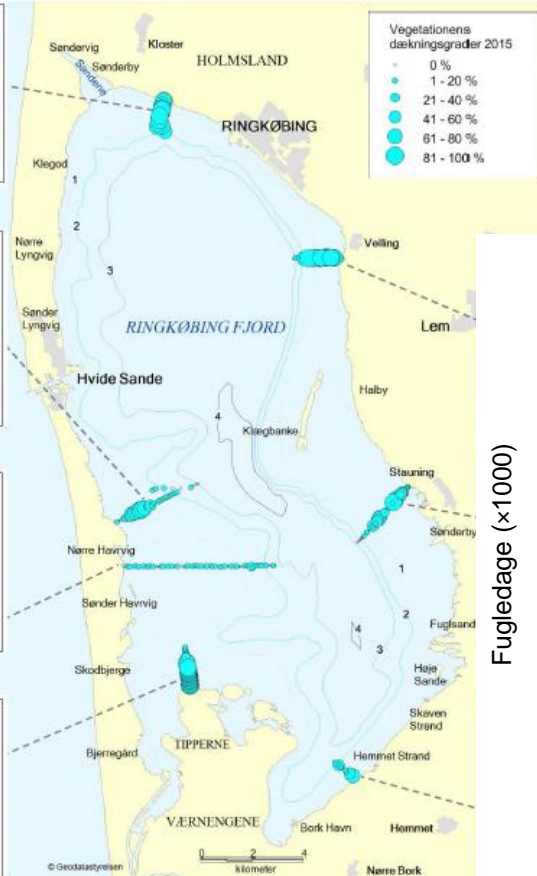 Vegetationens
dækningsgrader 2015
0 %
1 - 20 %
21 - 40 %
41 - 60 %
61 - 80 %
81 - 100 %
Søndervig
Kloster
Sønderby
HOLMSLAND
Sandene
RINGKØBING
Klegod
1
2
3
Nørre
Lyngvig
Velling
Sønder
Lyngvig
RINGKØBING FJORD
Lem
Hvide Sande
Halby
4
Klægbanke
Stauning
Sønderby
Nørre Havrvig
1
Sønder Havrvig
2
Fuglsand
4
3
Skodbjerge
Høje
Sande
Skaven
Strand
TIPPERNE
Bjerregård
Hemmet Strand
VÆRNENGENE
Bork Havn
Hemmet
0 2 4
kilometer
© Geodatastyrelsen
Nørre Bork
Fugledage (×1000)